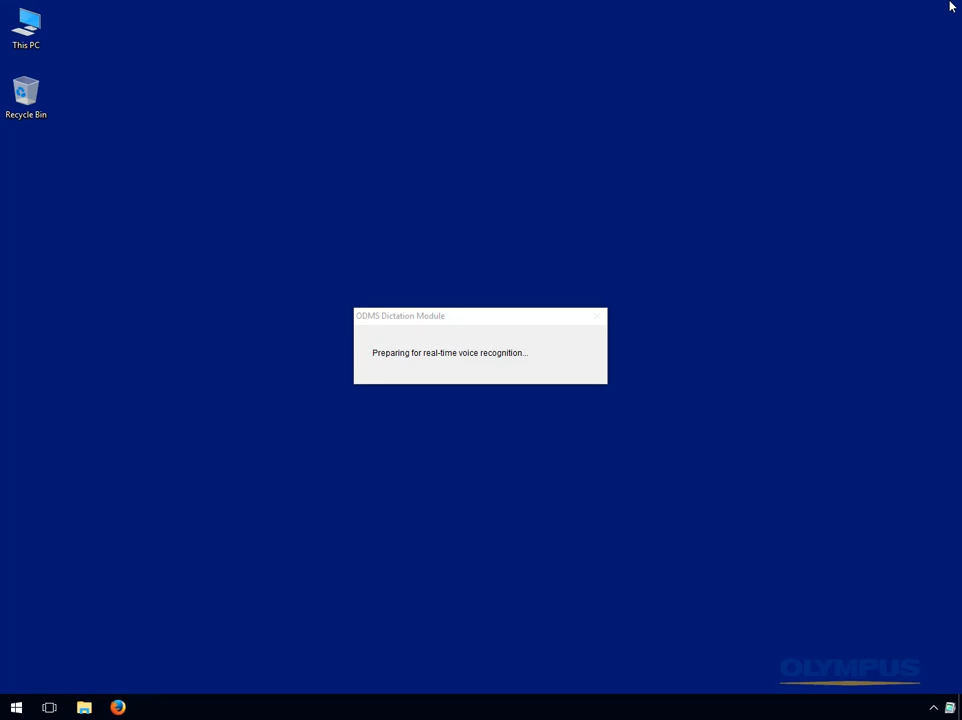 This PC
Recycle Bin
ODMS Dictation Module
Preparing for real-time voice recognition...
OLYMPUS